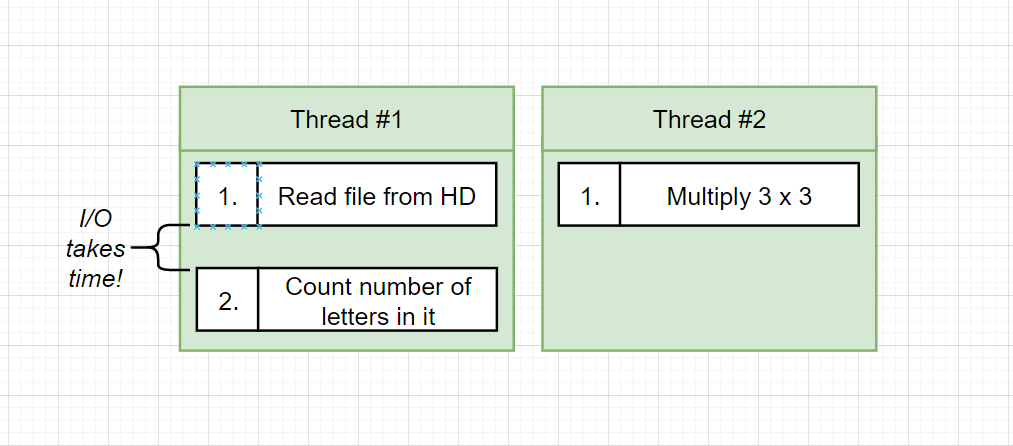 Thread #1
Thread #2
1.
Read file from HD
1.
Multiply 3 x 3
I/O
takes
time!
2.
Count number of
letters in it